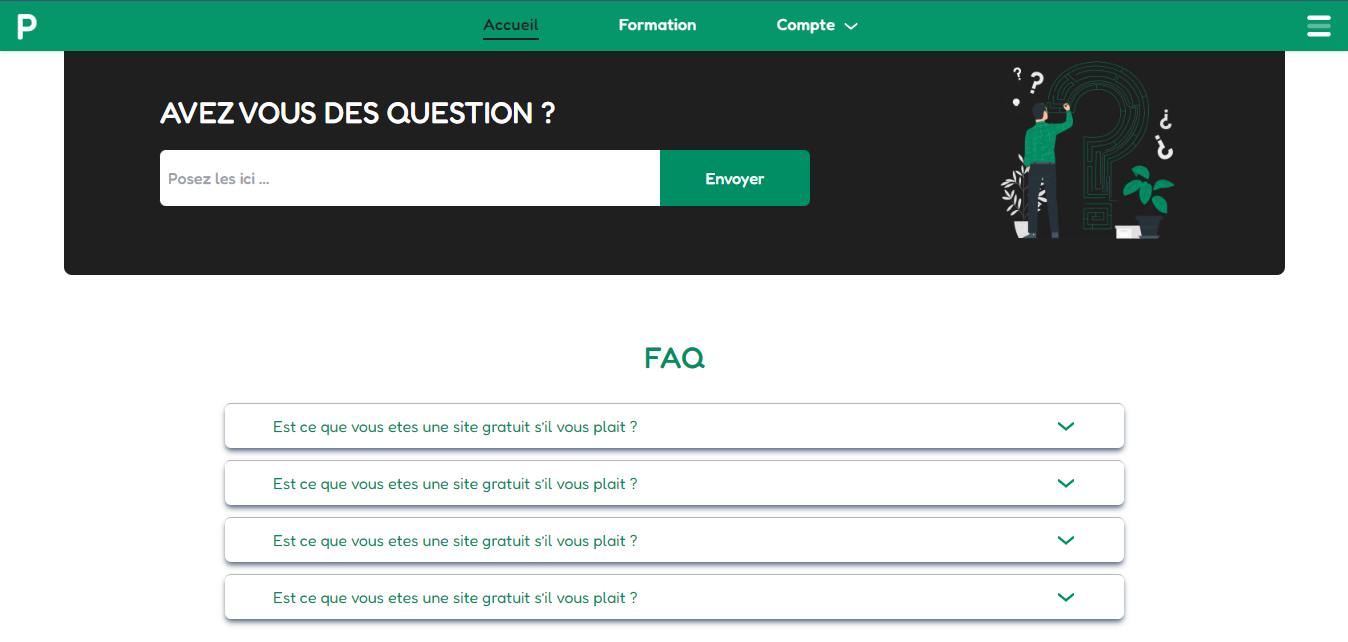 P
Accueil
Formation
Compte
AVEZ VOUS DES QUESTION ?
Posez les ici ...
Envoyer
FAQ
Est ce que vous etes une site gratuit s'il vous plait ?
Est ce que vous etes une site gratuit s'il vous plait ?
Est ce que vous etes une site gratuit s'il vous plait ?
Est ce que vous etes une site gratuit s'il vous plait ?